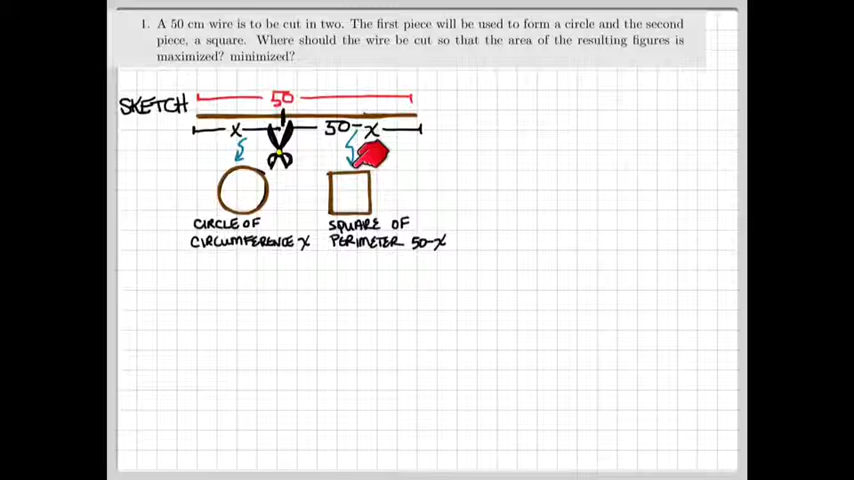 1. A 50 cm wire is to be cut in two. The first piece will be used to form a circle and the second
piece, a square. Where should the wire be cut so that the area of the resulting figures is
maximized? minimized?
50
SKETCH
x 50-x
CIRCLE OF
CIRCUMFERENCE x
SQUARE OF
PERIMETER 50-x